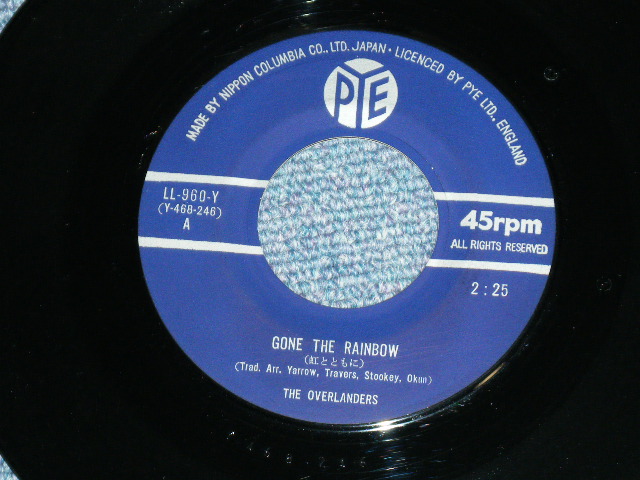 MADE BY NIPPON COLUMBIA CO., LTD. JAPAN · LICENCED BY PYE LTD., ENGLAND
PYE
LL-960-Y
(Y-468-246)
A
45rpm
ALL RIGHTS RESERVED
2:25
GONE THE RAINBOW
(虹とともに)
(Trad. Arr. Yarrow, Travers, Stookey, Okun)
THE OVERLANDERS